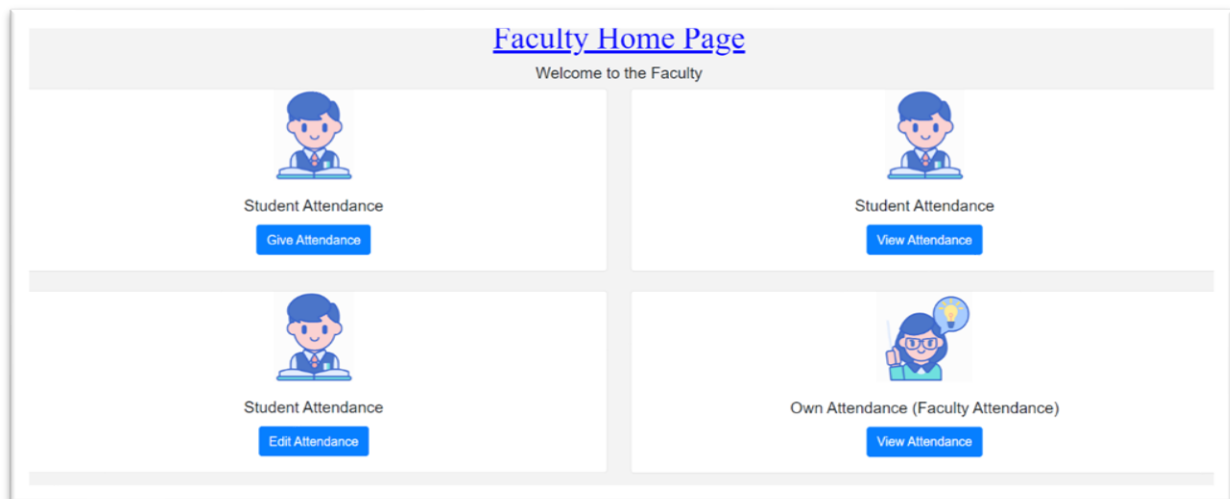 Faculty Home Page
Welcome to the Faculty
Student Attendance
Give Attendance
Student Attendance
View Attendance
Student Attendance
Edit Attendance
Own Attendance (Faculty Attendance)
View Attendance